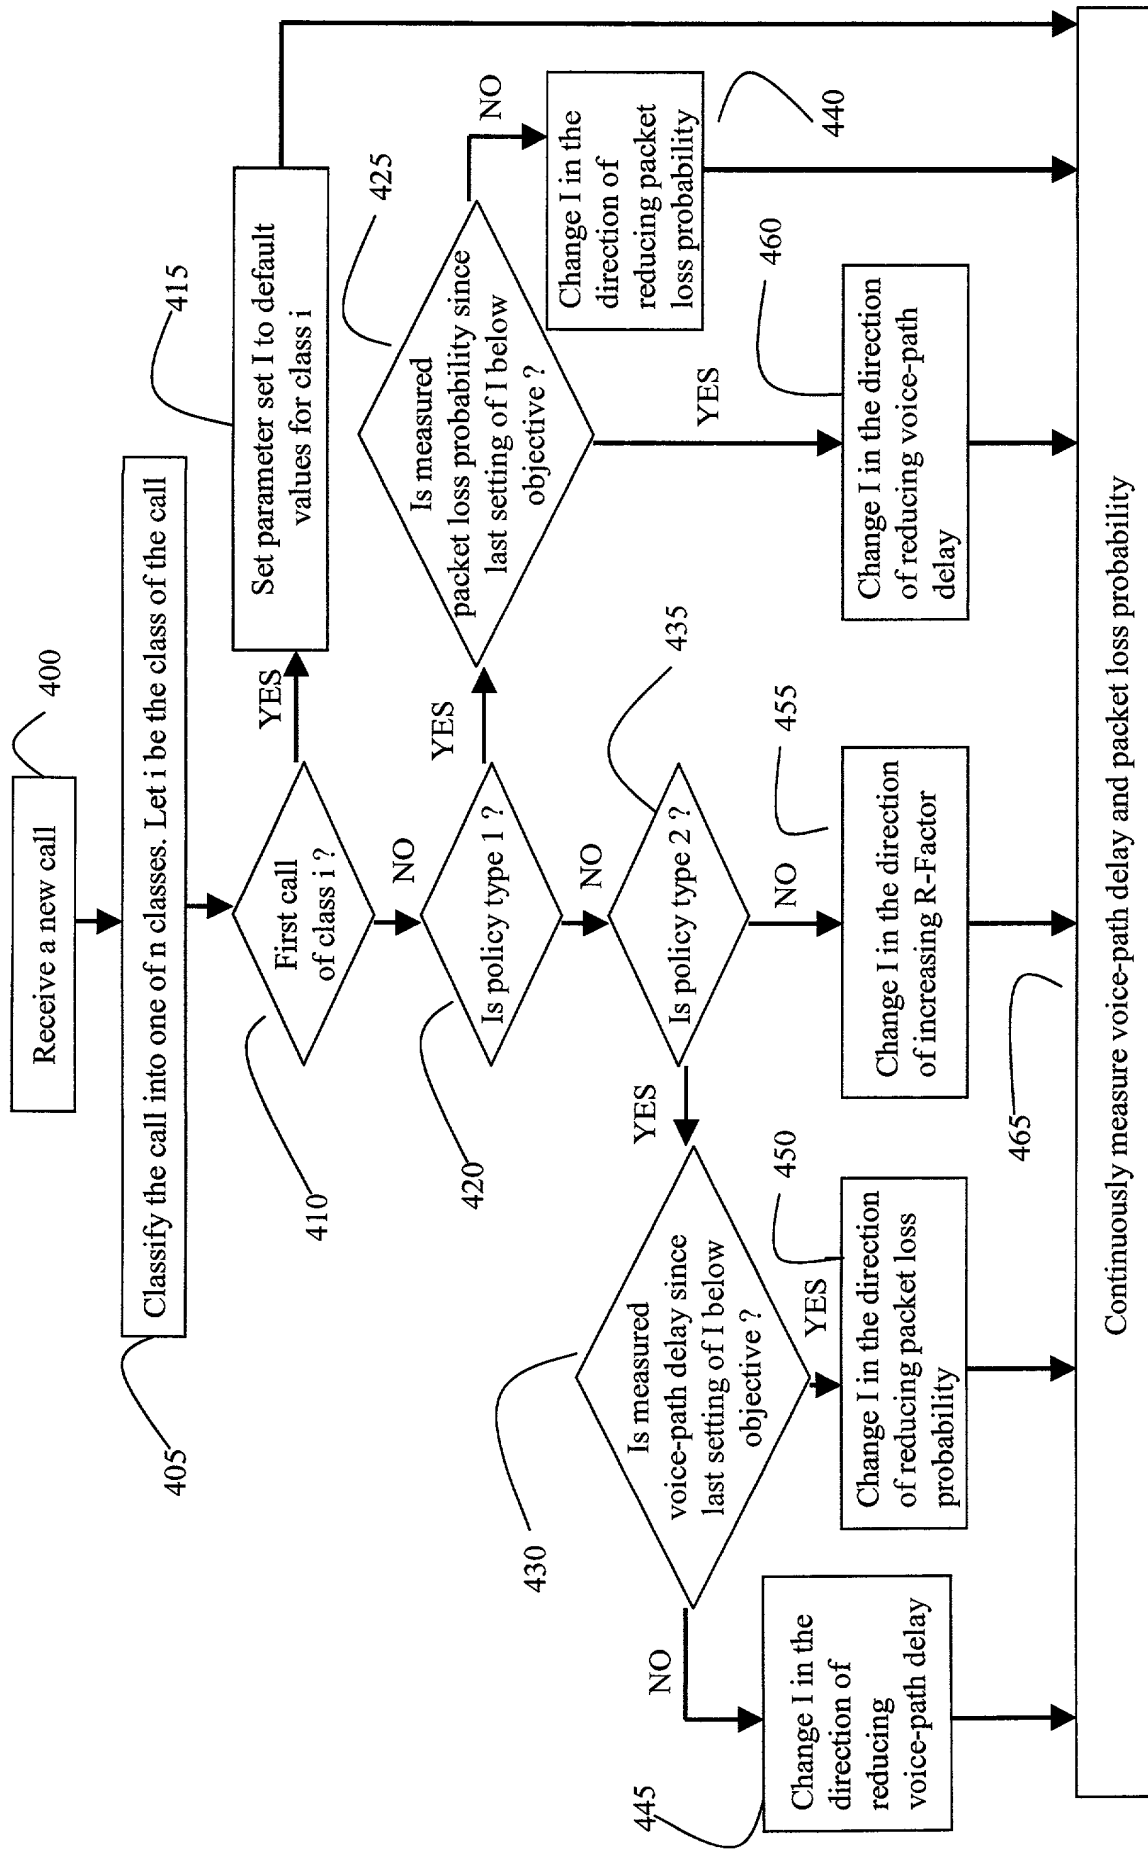 Receive a new call
400
Classify the call into one of n classes. Let i be the class of the call
405
First call
of class i ?
410
YES
Set parameter set I to default
values for class i
415
NO
Is policy type 1 ?
420
YES
Is measured
packet loss probability since
last setting of I below
objective ?
425
NO
Change I in the
direction of
reducing packet
loss probability
440
YES
Change I in the direction
of reducing voice-path
delay
460
NO
Is policy type 2 ?
435
NO
Change I in the direction
of increasing R-Factor
455
YES
Is measured
voice-path delay since
last setting of I below
objective ?
430
YES
Change I in the direction
of reducing packet loss
probability
450
NO
Change I in the
direction of
reducing
voice-path delay
445
Continuously measure voice-path delay and packet loss probability
465